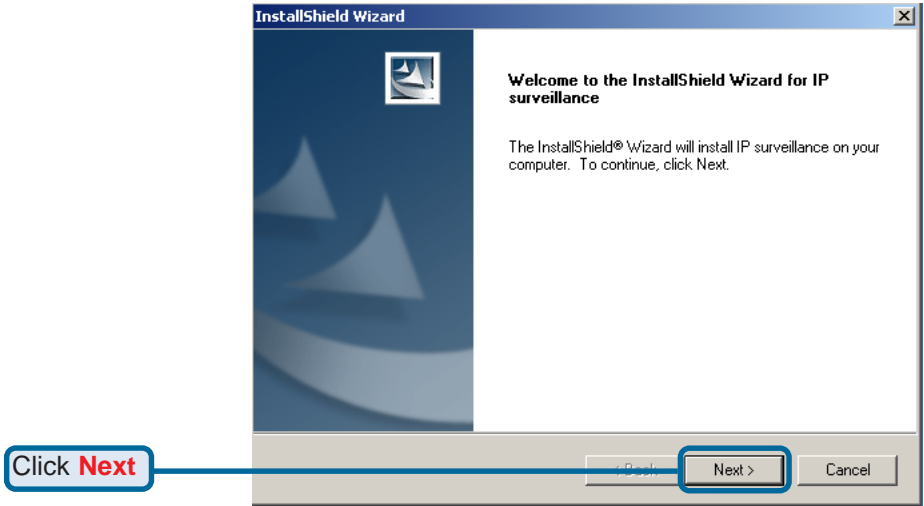 InstallShield Wizard
Welcome to the InstallShield Wizard for IP
surveillance
The InstallShield® Wizard will install IP surveillance on your
computer. To continue, click Next.
Click Next
< Back
Next >
Cancel